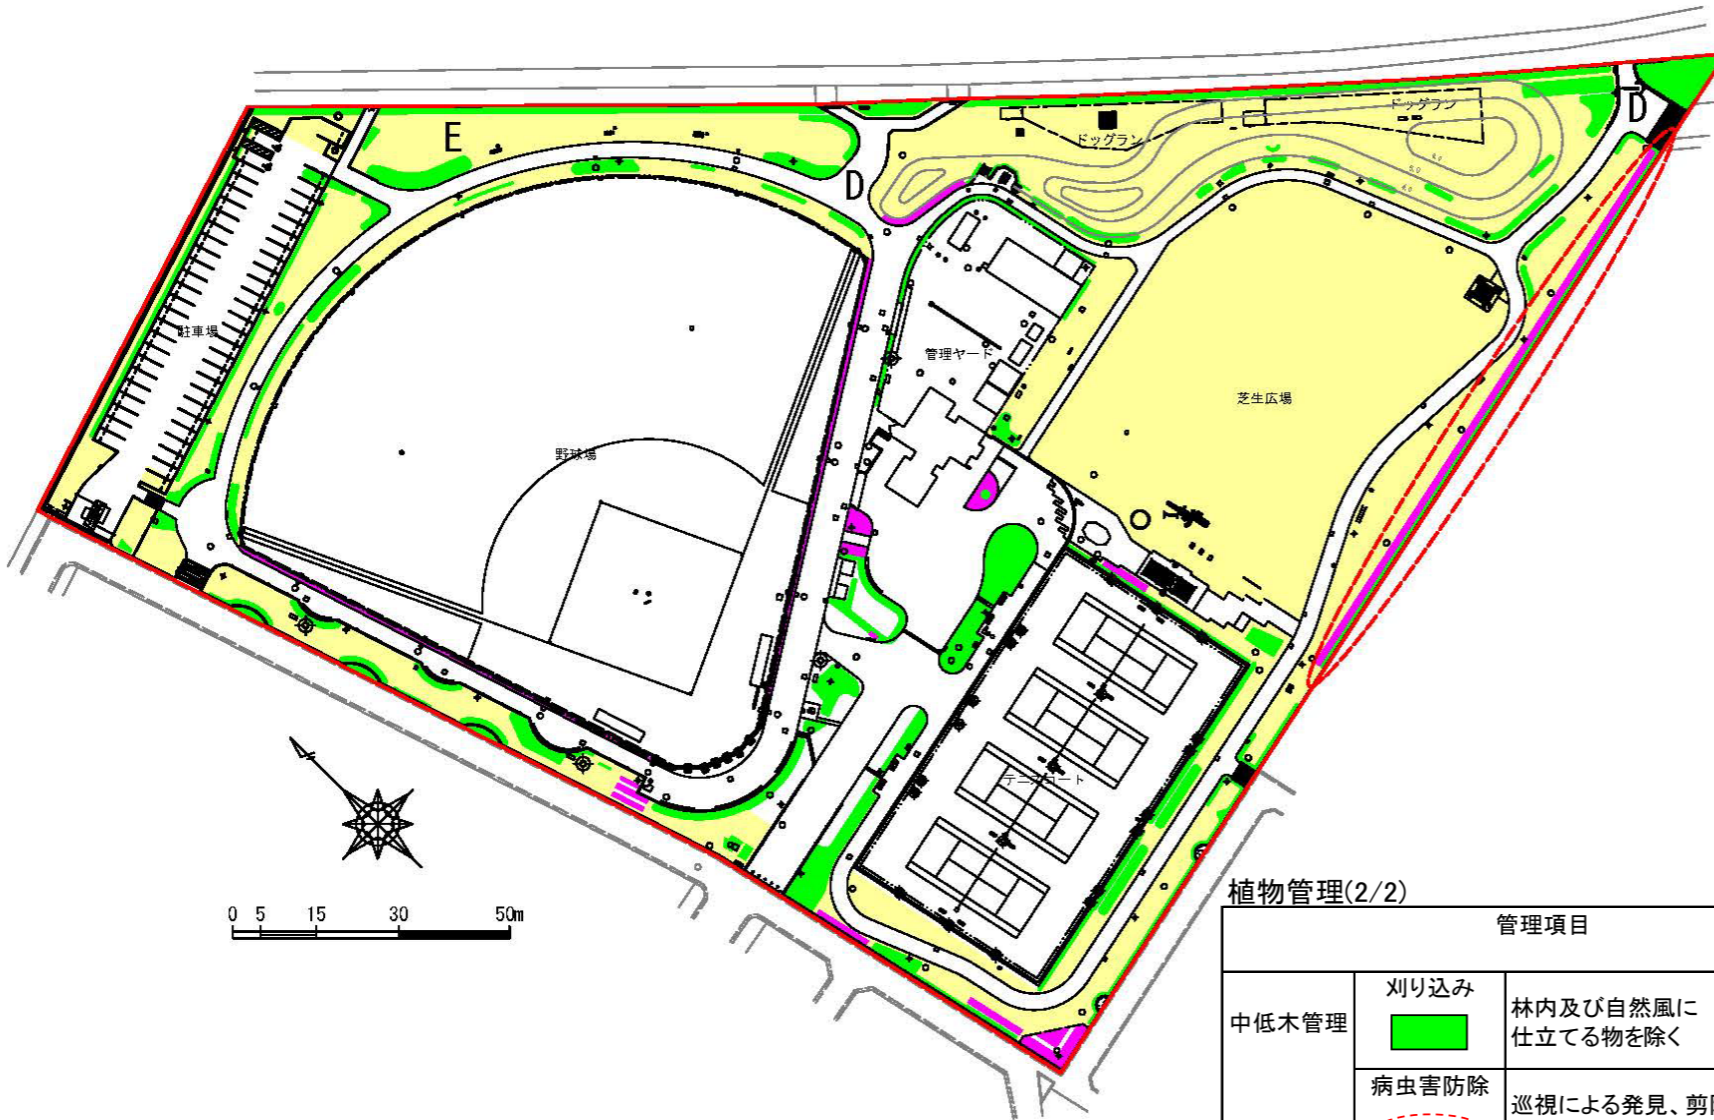 ドッグラン
ドッグラン
E
D
D
駐車場
管理ヤード
芝生広場
野球場
テニスコート
0 5 15 30 50m
植物管理(2/2)
管理項目
中低木管理
刈り込み
林内及び自然風に
仕立てる物を除く
病虫害防除
巡視による発見、剪